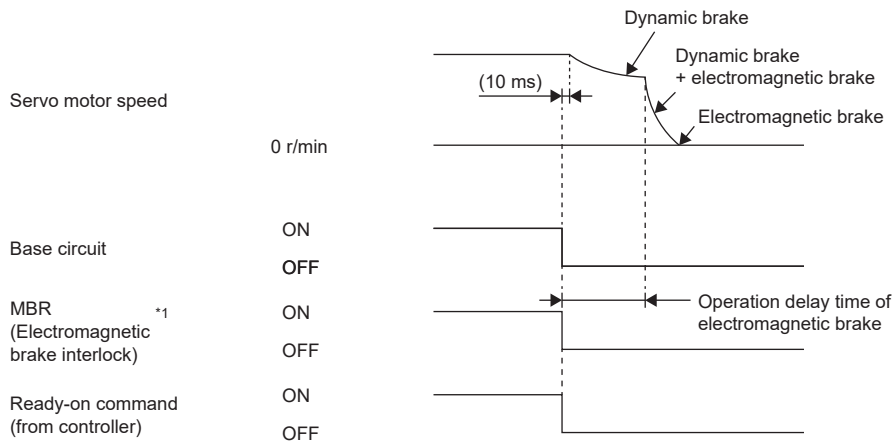 Dynamic brake
Dynamic brake
+ electromagnetic brake
(10 ms)
Servo motor speed
Electromagnetic brake
0 r/min
ON
Base circuit
OFF
MBR *1
(Electromagnetic
brake interlock)
ON
OFF
Operation delay time of
electromagnetic brake
Ready-on command
(from controller)
ON
OFF